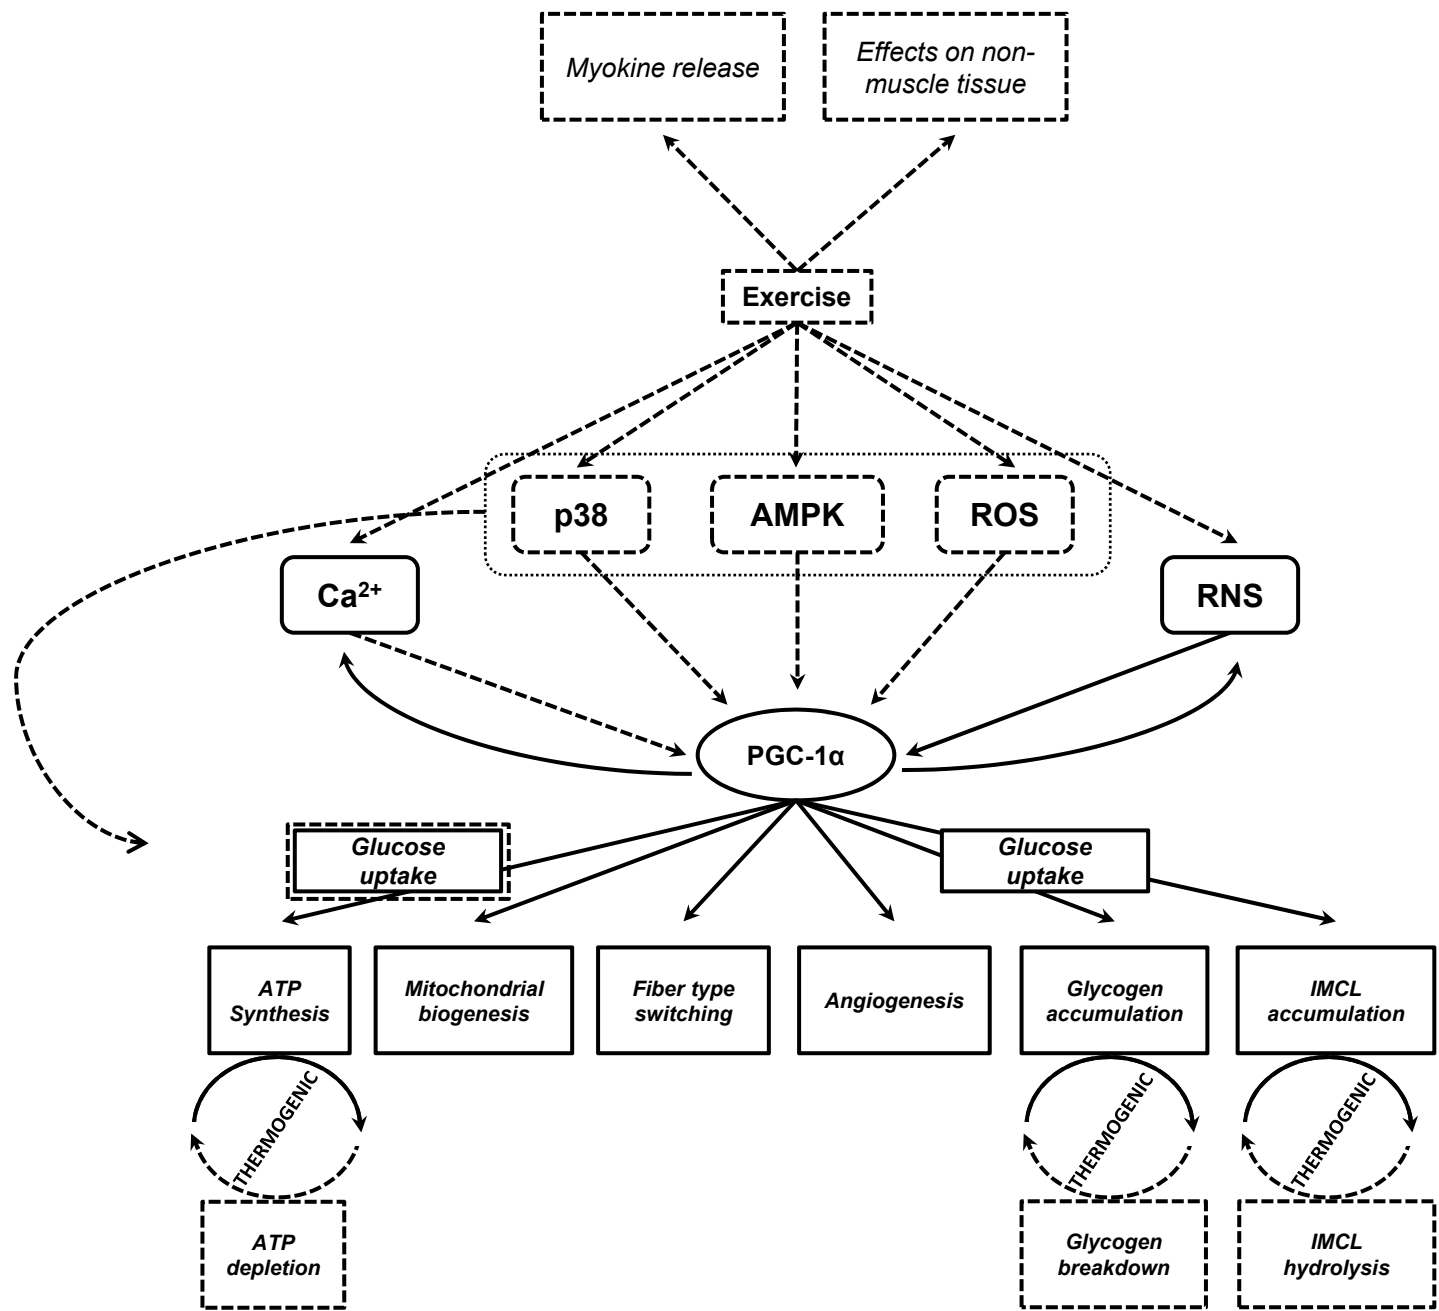 Myokine release
Effects on non-
muscle tissue
Exercise
p38
AMPK
ROS
Ca²⁺
RNS
PGC-1α
Glucose
uptake
Glucose
uptake
ATP
Synthesis
Mitochondrial
biogenesis
Fiber type
switching
Angiogenesis
Glycogen
accumulation
IMCL
accumulation
THERMOGENIC
THERMOGENIC
THERMOGENIC
ATP
depletion
Glycogen
breakdown
IMCL
hydrolysis